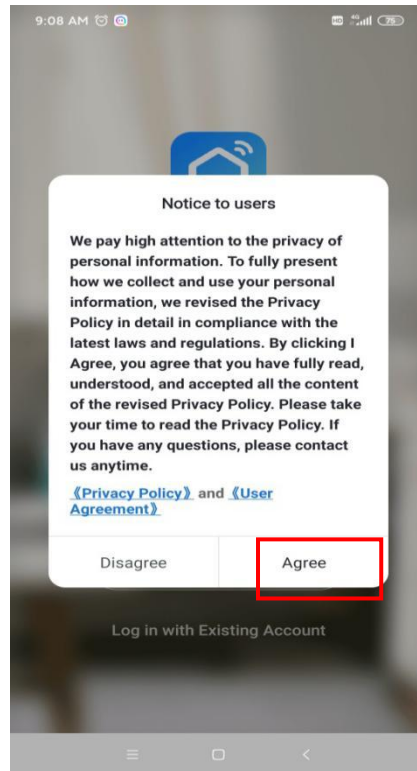 9:08 AM
HD 4G 75
Notice to users
We pay high attention to the privacy of
personal information. To fully present
how we collect and use your personal
information, we revised the Privacy
Policy in detail in compliance with the
latest laws and regulations. By clicking I
Agree, you agree that you have fully read,
understood, and accepted all the content
of the revised Privacy Policy. Please take
your time to read the Privacy Policy. If
you have any questions, please contact
us anytime.
《Privacy Policy》 and 《User
Agreement》
Disagree Agree
Log in with Existing Account